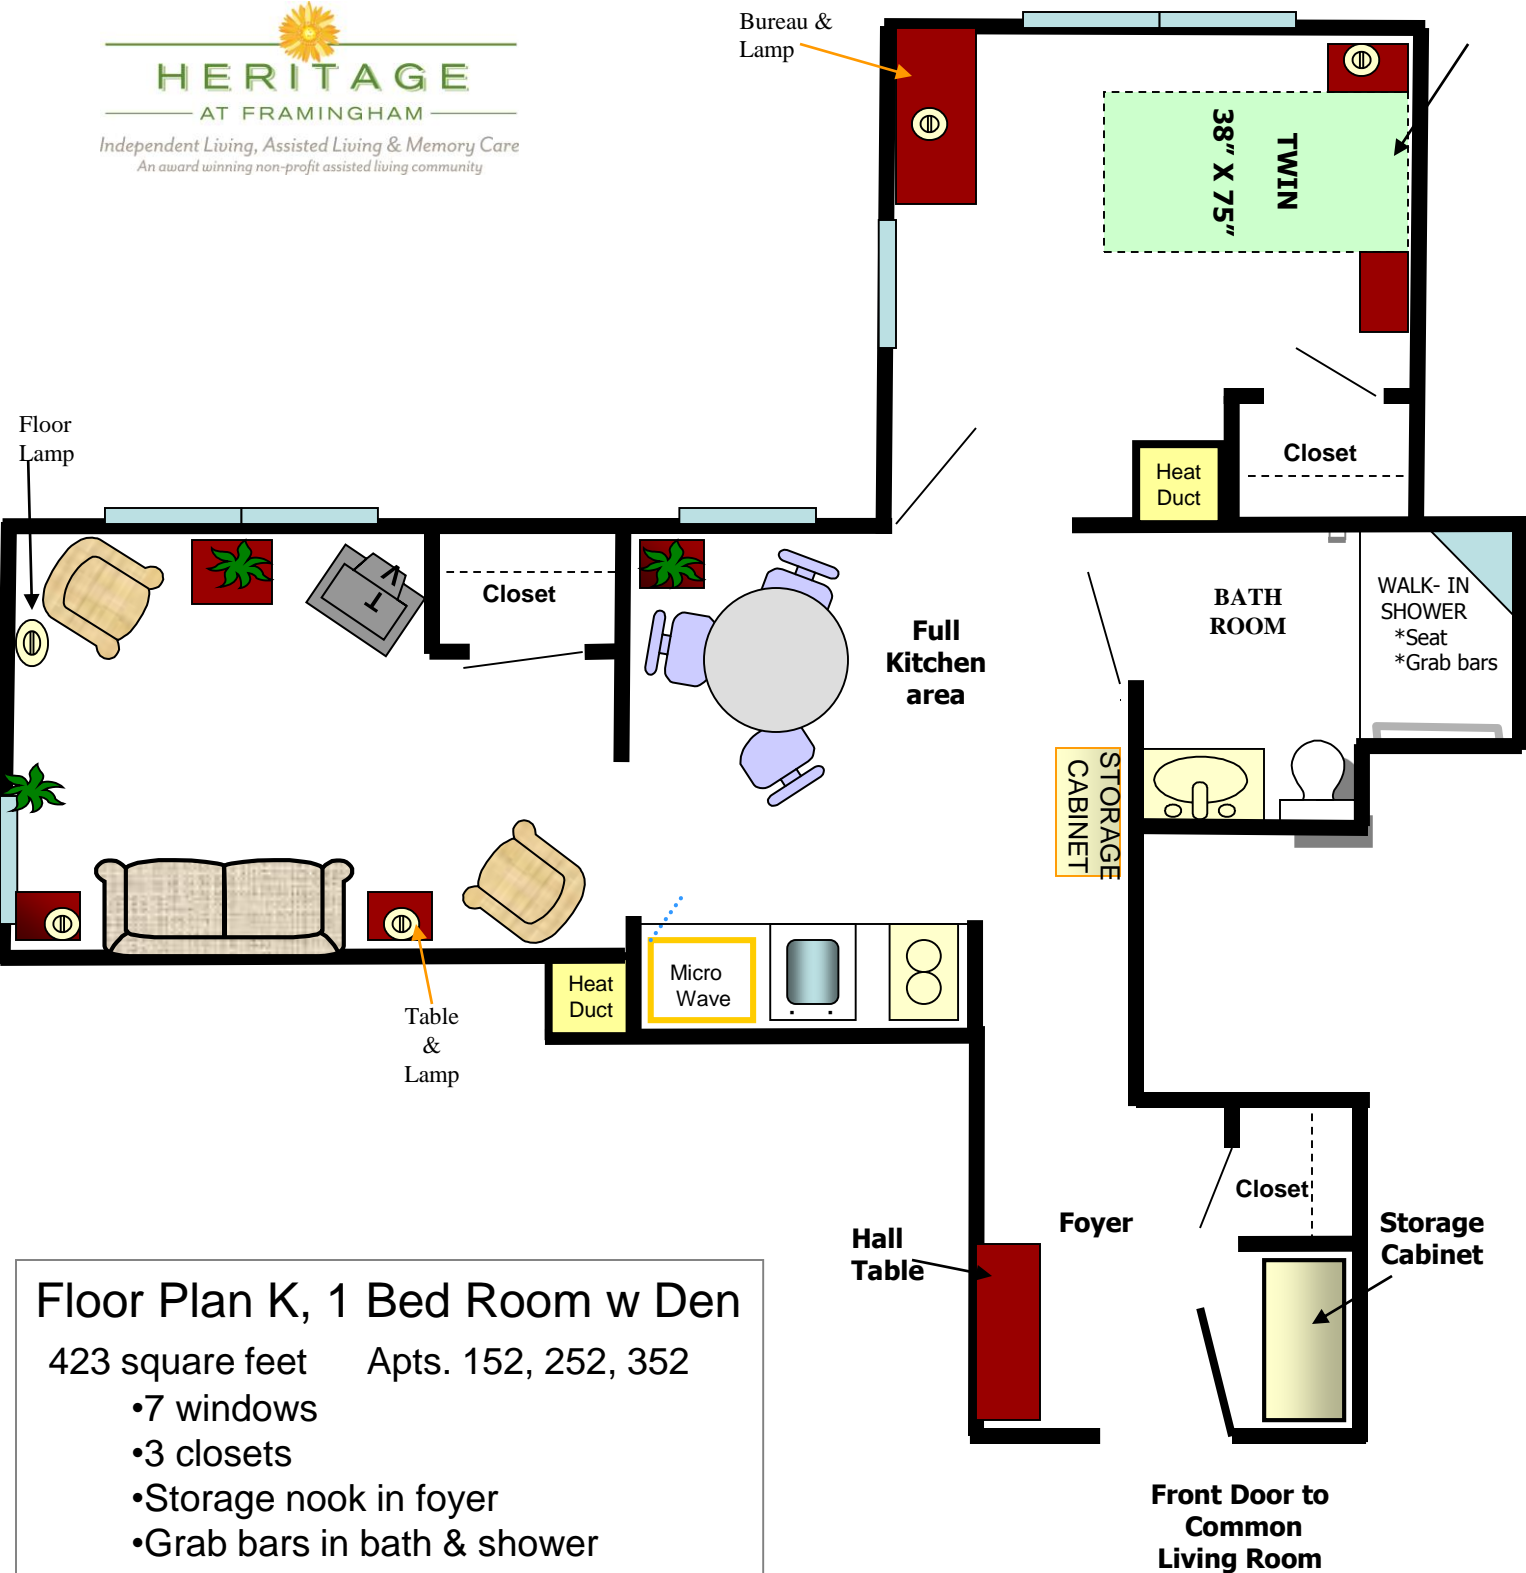 HERITAGE
AT FRAMINGHAM
Independent Living, Assisted Living & Memory Care
An award winning non-profit assisted living community
Bureau &
Lamp
TWIN
38" X 75"
Floor
Lamp
Closet
Heat
Duct
Closet
Full
Kitchen
area
BATH
ROOM
WALK- IN
SHOWER
*Seat
*Grab bars
STORAGE
CABINET
Micro
Wave
Heat
Duct
Table
&
Lamp
Closet
Foyer
Hall
Table
Storage
Cabinet
Floor Plan K, 1 Bed Room w Den
423 square feet Apts. 152, 252, 352
•7 windows
•3 closets
•Storage nook in foyer
•Grab bars in bath & shower
Front Door to
Common
Living Room